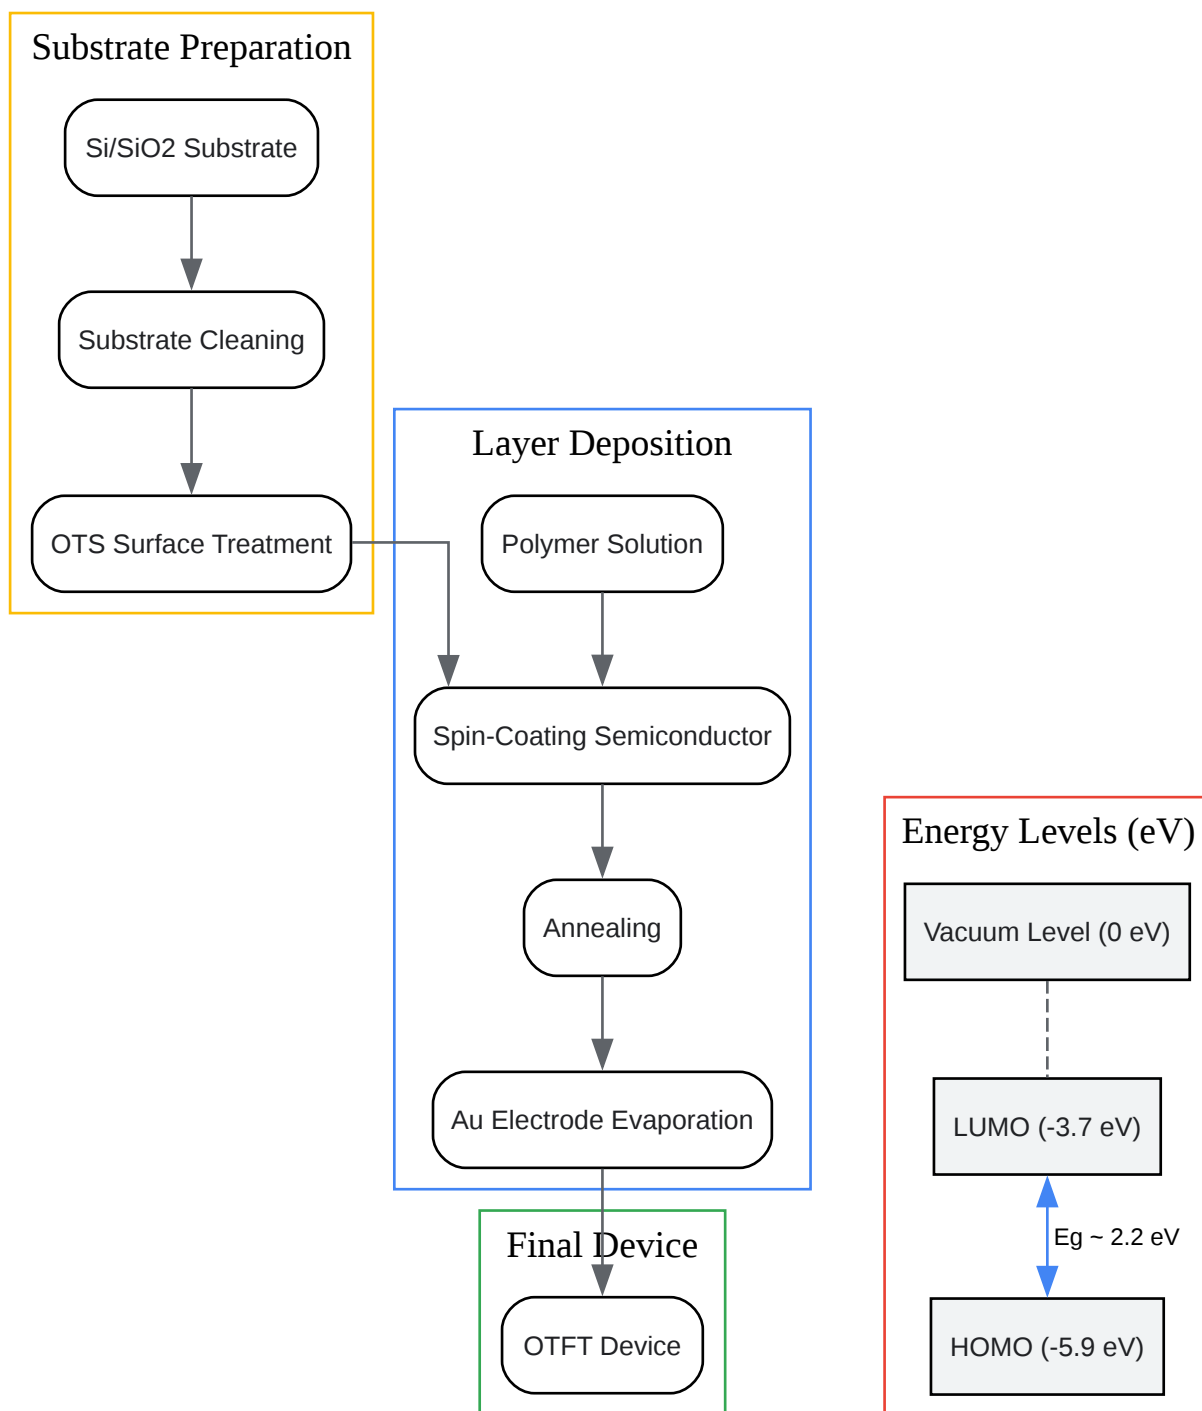 Substrate Preparation
Si/SiO2 Substrate
Substrate Cleaning
OTS Surface Treatment
Layer Deposition
Polymer Solution
Spin-Coating Semiconductor
Annealing
Au Electrode Evaporation
Final Device
OTFT Device
Energy Levels (eV)
Vacuum Level (0 eV)
LUMO (-3.7 eV)
Eg ~ 2.2 eV
HOMO (-5.9 eV)